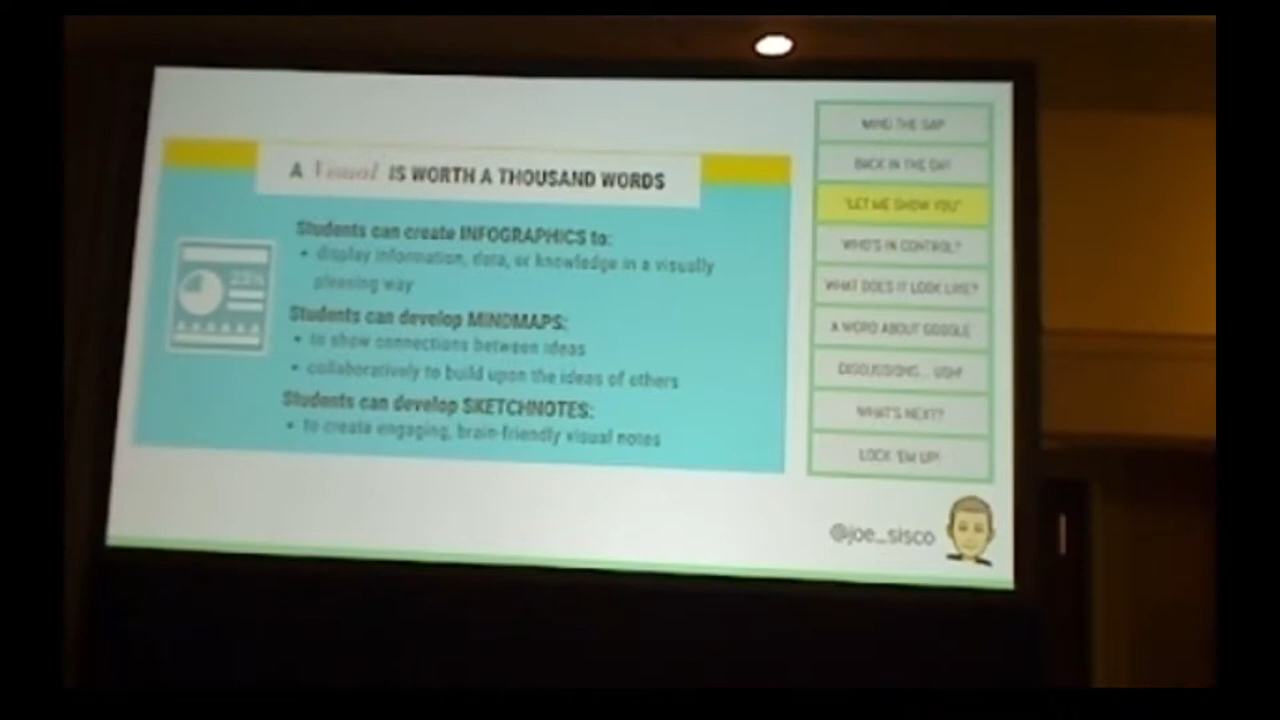 A Visual IS WORTH A THOUSAND WORDS
Students can create INFOGRAPHICS to:
• display information, data, or knowledge in a visually
pleasing way
Students can develop MINDMAPS:
• to show connections between ideas
• collaboratively to build upon the ideas of others
Students can develop SKETCHNOTES:
• to create engaging, brain-friendly visual notes
MIND THE GAP
BACK IN THE DAY
"LET ME SHOW YOU"
WHO'S IN CONTROL?
WHAT DOES IT LOOK LIKE?
A WORD ABOUT GOOGLE
DISCUSSIONS... UGH!
WHAT'S NEXT?
LOCK 'EM UP!
@joe_sisco